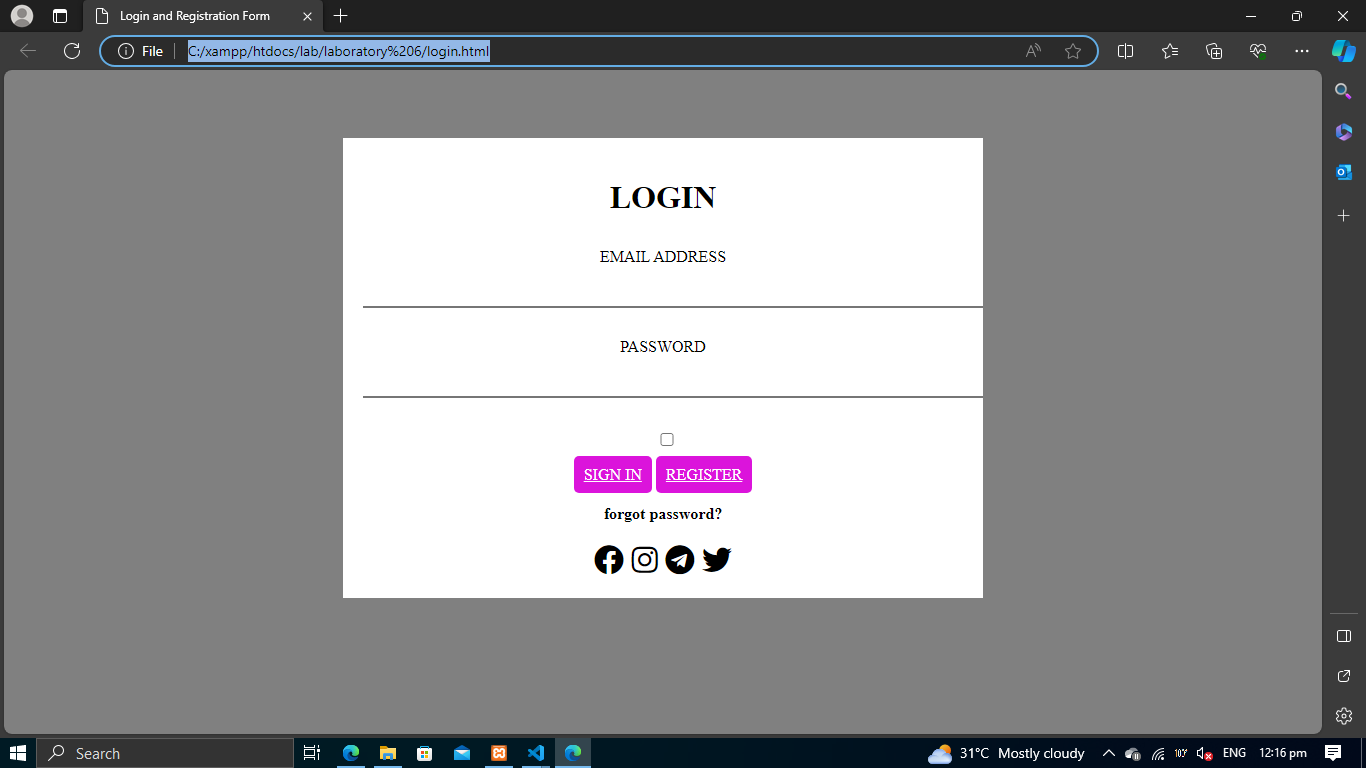 Login and Registration Form
File
C:/xampp/htdocs/lab/laboratory%206/login.html
LOGIN
EMAIL ADDRESS
PASSWORD
SIGN IN REGISTER
forgot password?
Search
31°C Mostly cloudy
ENG
12:16 pm